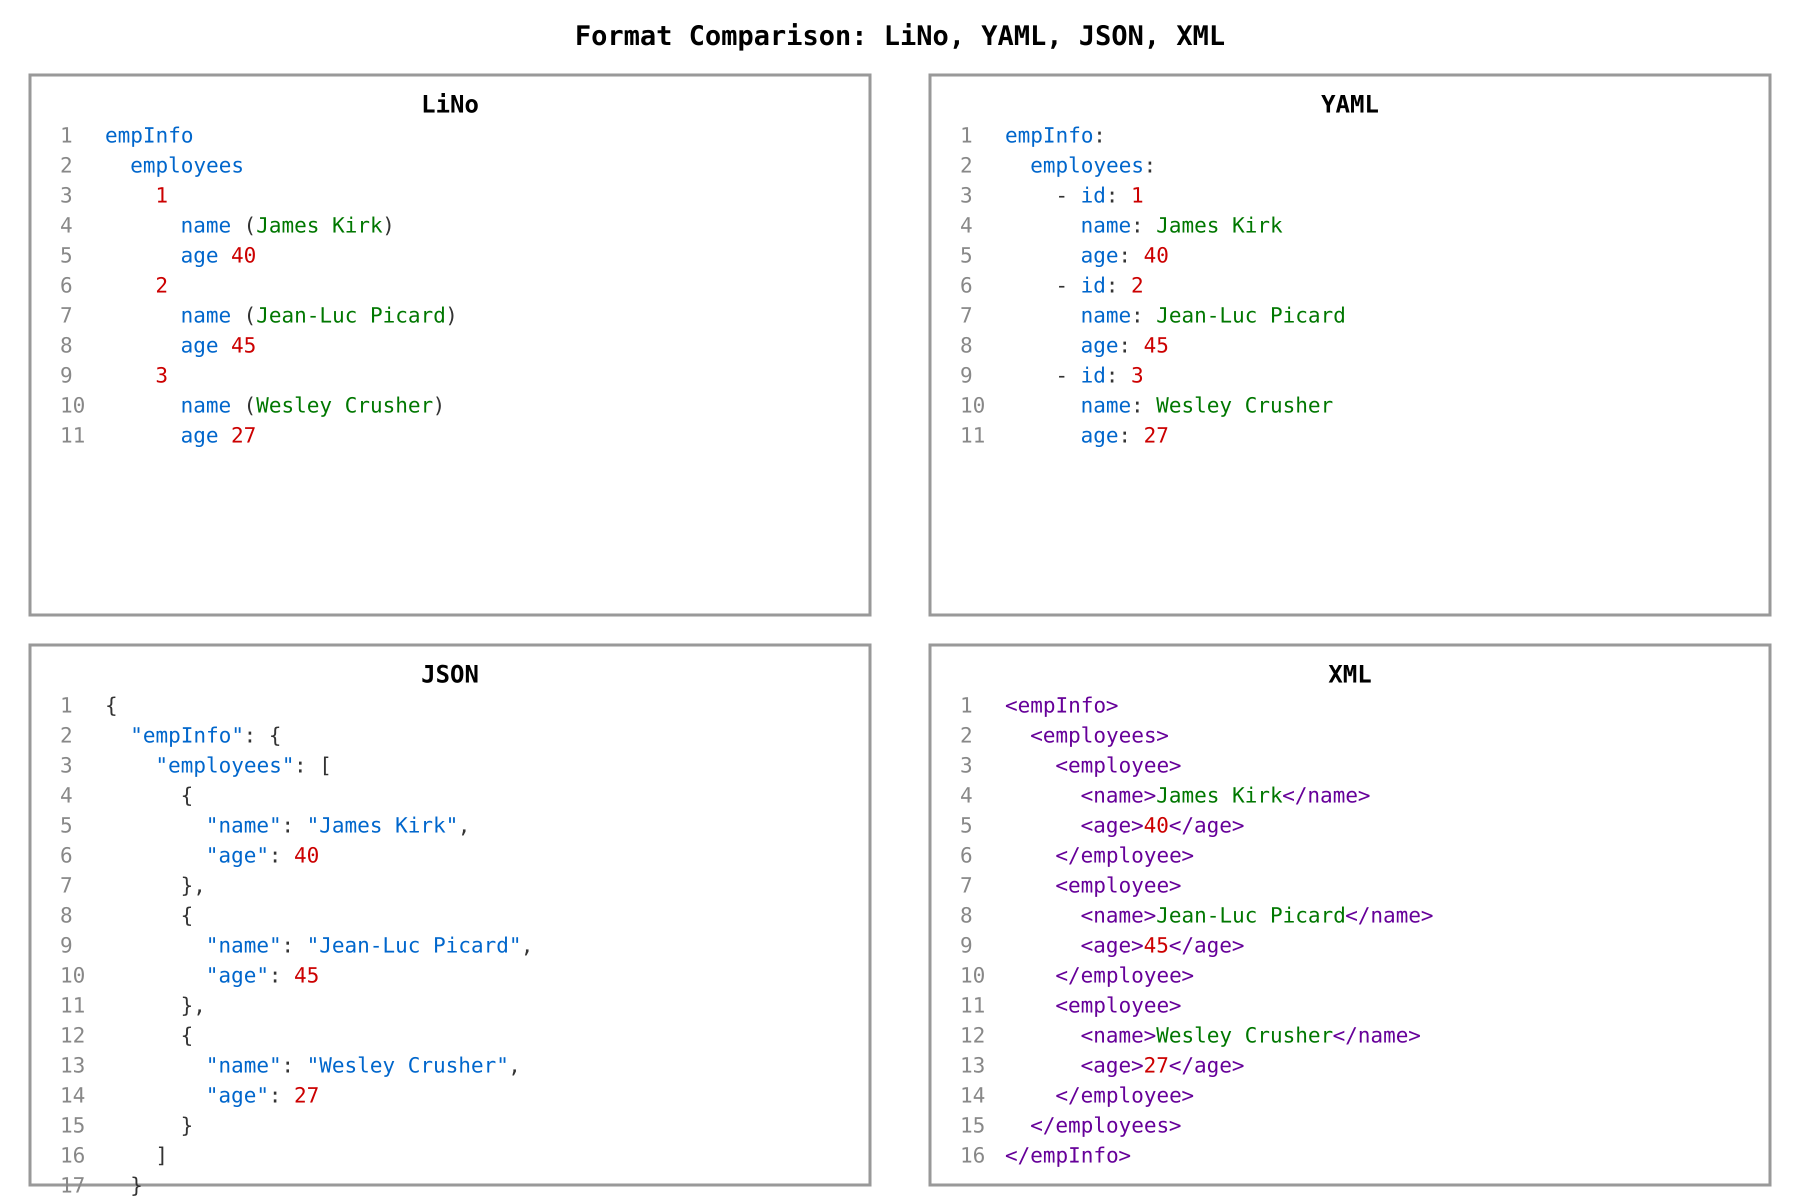 Format Comparison: LiNo, YAML, JSON, XML
LiNo
1 empInfo
2   employees
3     1
4       name (James Kirk)
5       age 40
6     2
7       name (Jean-Luc Picard)
8       age 45
9     3
10       name (Wesley Crusher)
11       age 27
YAML
1 empInfo:
2   employees:
3     - id: 1
4       name: James Kirk
5       age: 40
6     - id: 2
7       name: Jean-Luc Picard
8       age: 45
9     - id: 3
10       name: Wesley Crusher
11       age: 27
JSON
1 {
2   "empInfo": {
3     "employees": [
4       {
5         "name": "James Kirk",
6         "age": 40
7       },
8       {
9         "name": "Jean-Luc Picard",
10         "age": 45
11       },
12       {
13         "name": "Wesley Crusher",
14         "age": 27
15       }
16     ]
17   }
XML
1 <empInfo>
2   <employees>
3     <employee>
4       <name>James Kirk</name>
5       <age>40</age>
6     </employee>
7     <employee>
8       <name>Jean-Luc Picard</name>
9       <age>45</age>
10     </employee>
11     <employee>
12       <name>Wesley Crusher</name>
13       <age>27</age>
14     </employee>
15   </employees>
16 </empInfo>